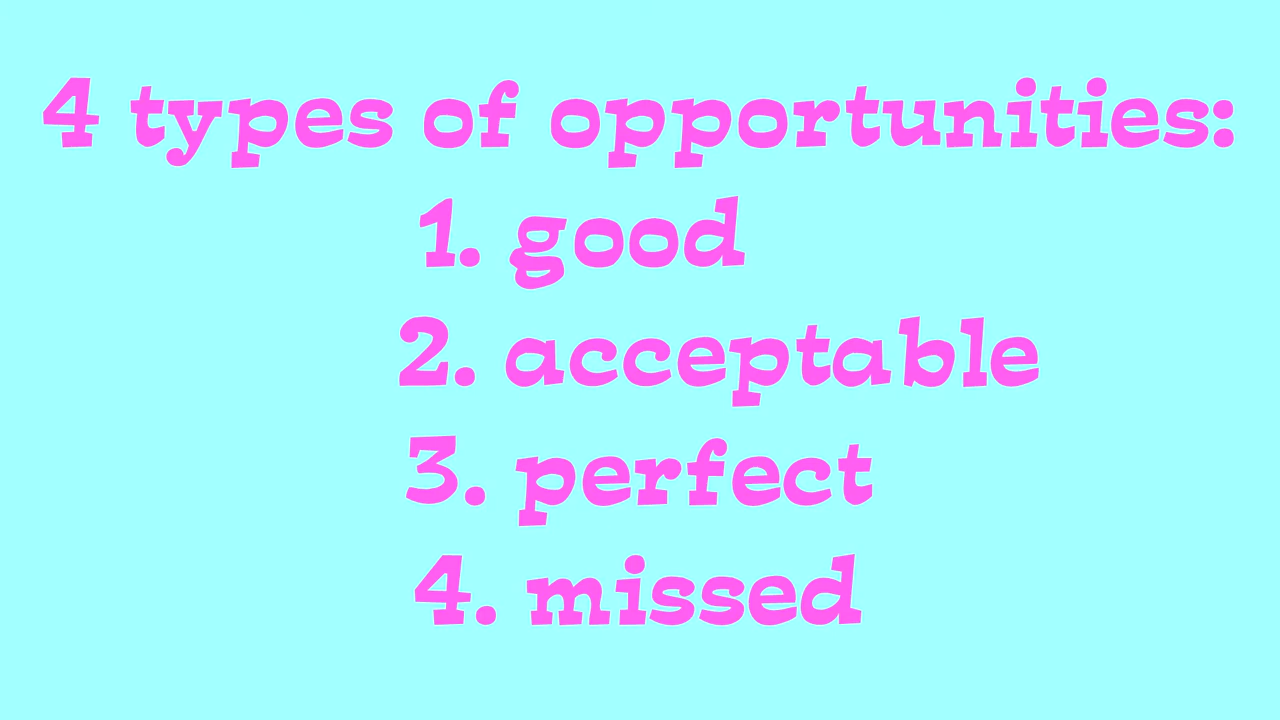 4 types of opportunities:
1. good
2. acceptable
3. perfect
4. missed